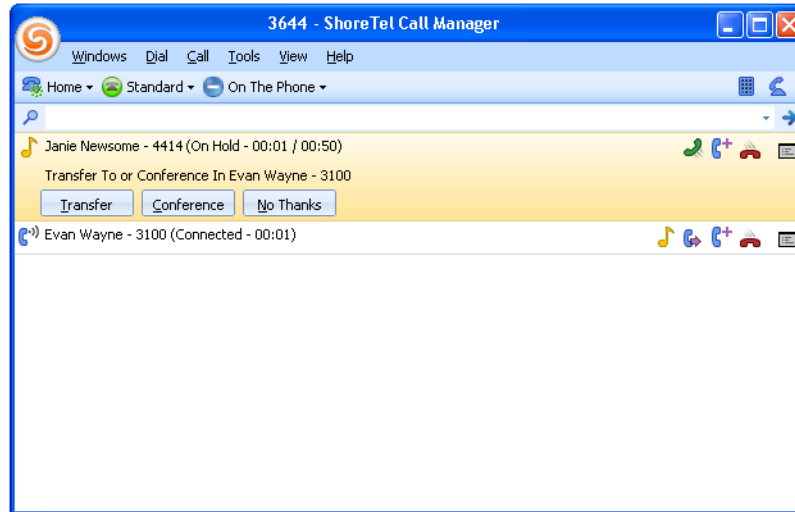 3644 - ShoreTel Call Manager
Windows Dial Call Tools View Help
Home Standard On The Phone
Janie Newsome - 4414 (On Hold - 00:01 / 00:50)
Transfer To or Conference In Evan Wayne - 3100
Transfer Conference No Thanks
Evan Wayne - 3100 (Connected - 00:01)